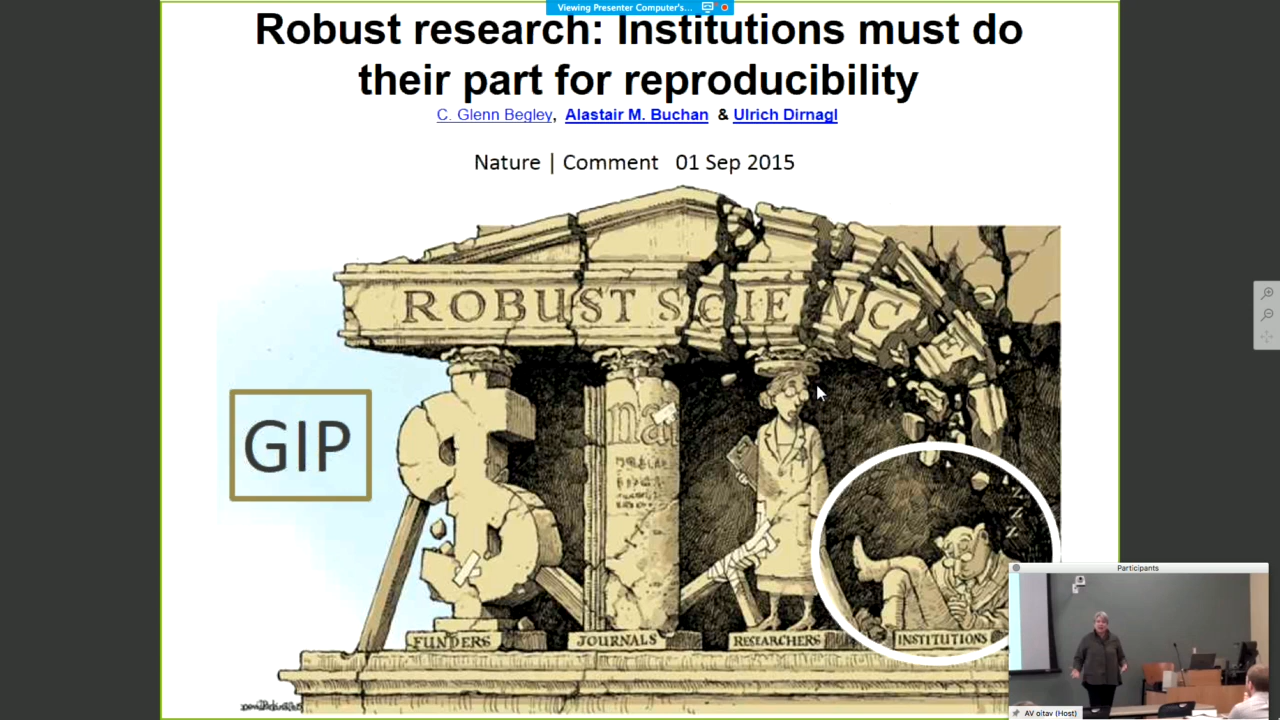 Viewing Presenter Computer's...
Robust research: Institutions must do
their part for reproducibility
C. Glenn Begley, Alastair M. Buchan & Ulrich Dirnagl
Nature | Comment 01 Sep 2015
ROBUST SCIENCE
GIP
nat
Z
Z
Z
Z
FUNDERS
JOURNALS
RESEARCHERS
INSTITUTIONS
Participants
AV oitav (Host)